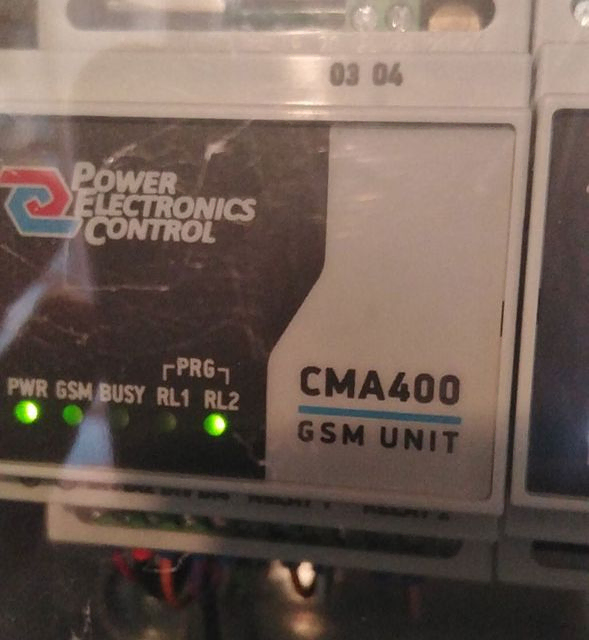 03 04
POWER
ELECTRONICS
CONTROL
PRG
PWR GSM BUSY RL1 RL2
CMA400
GSM UNIT